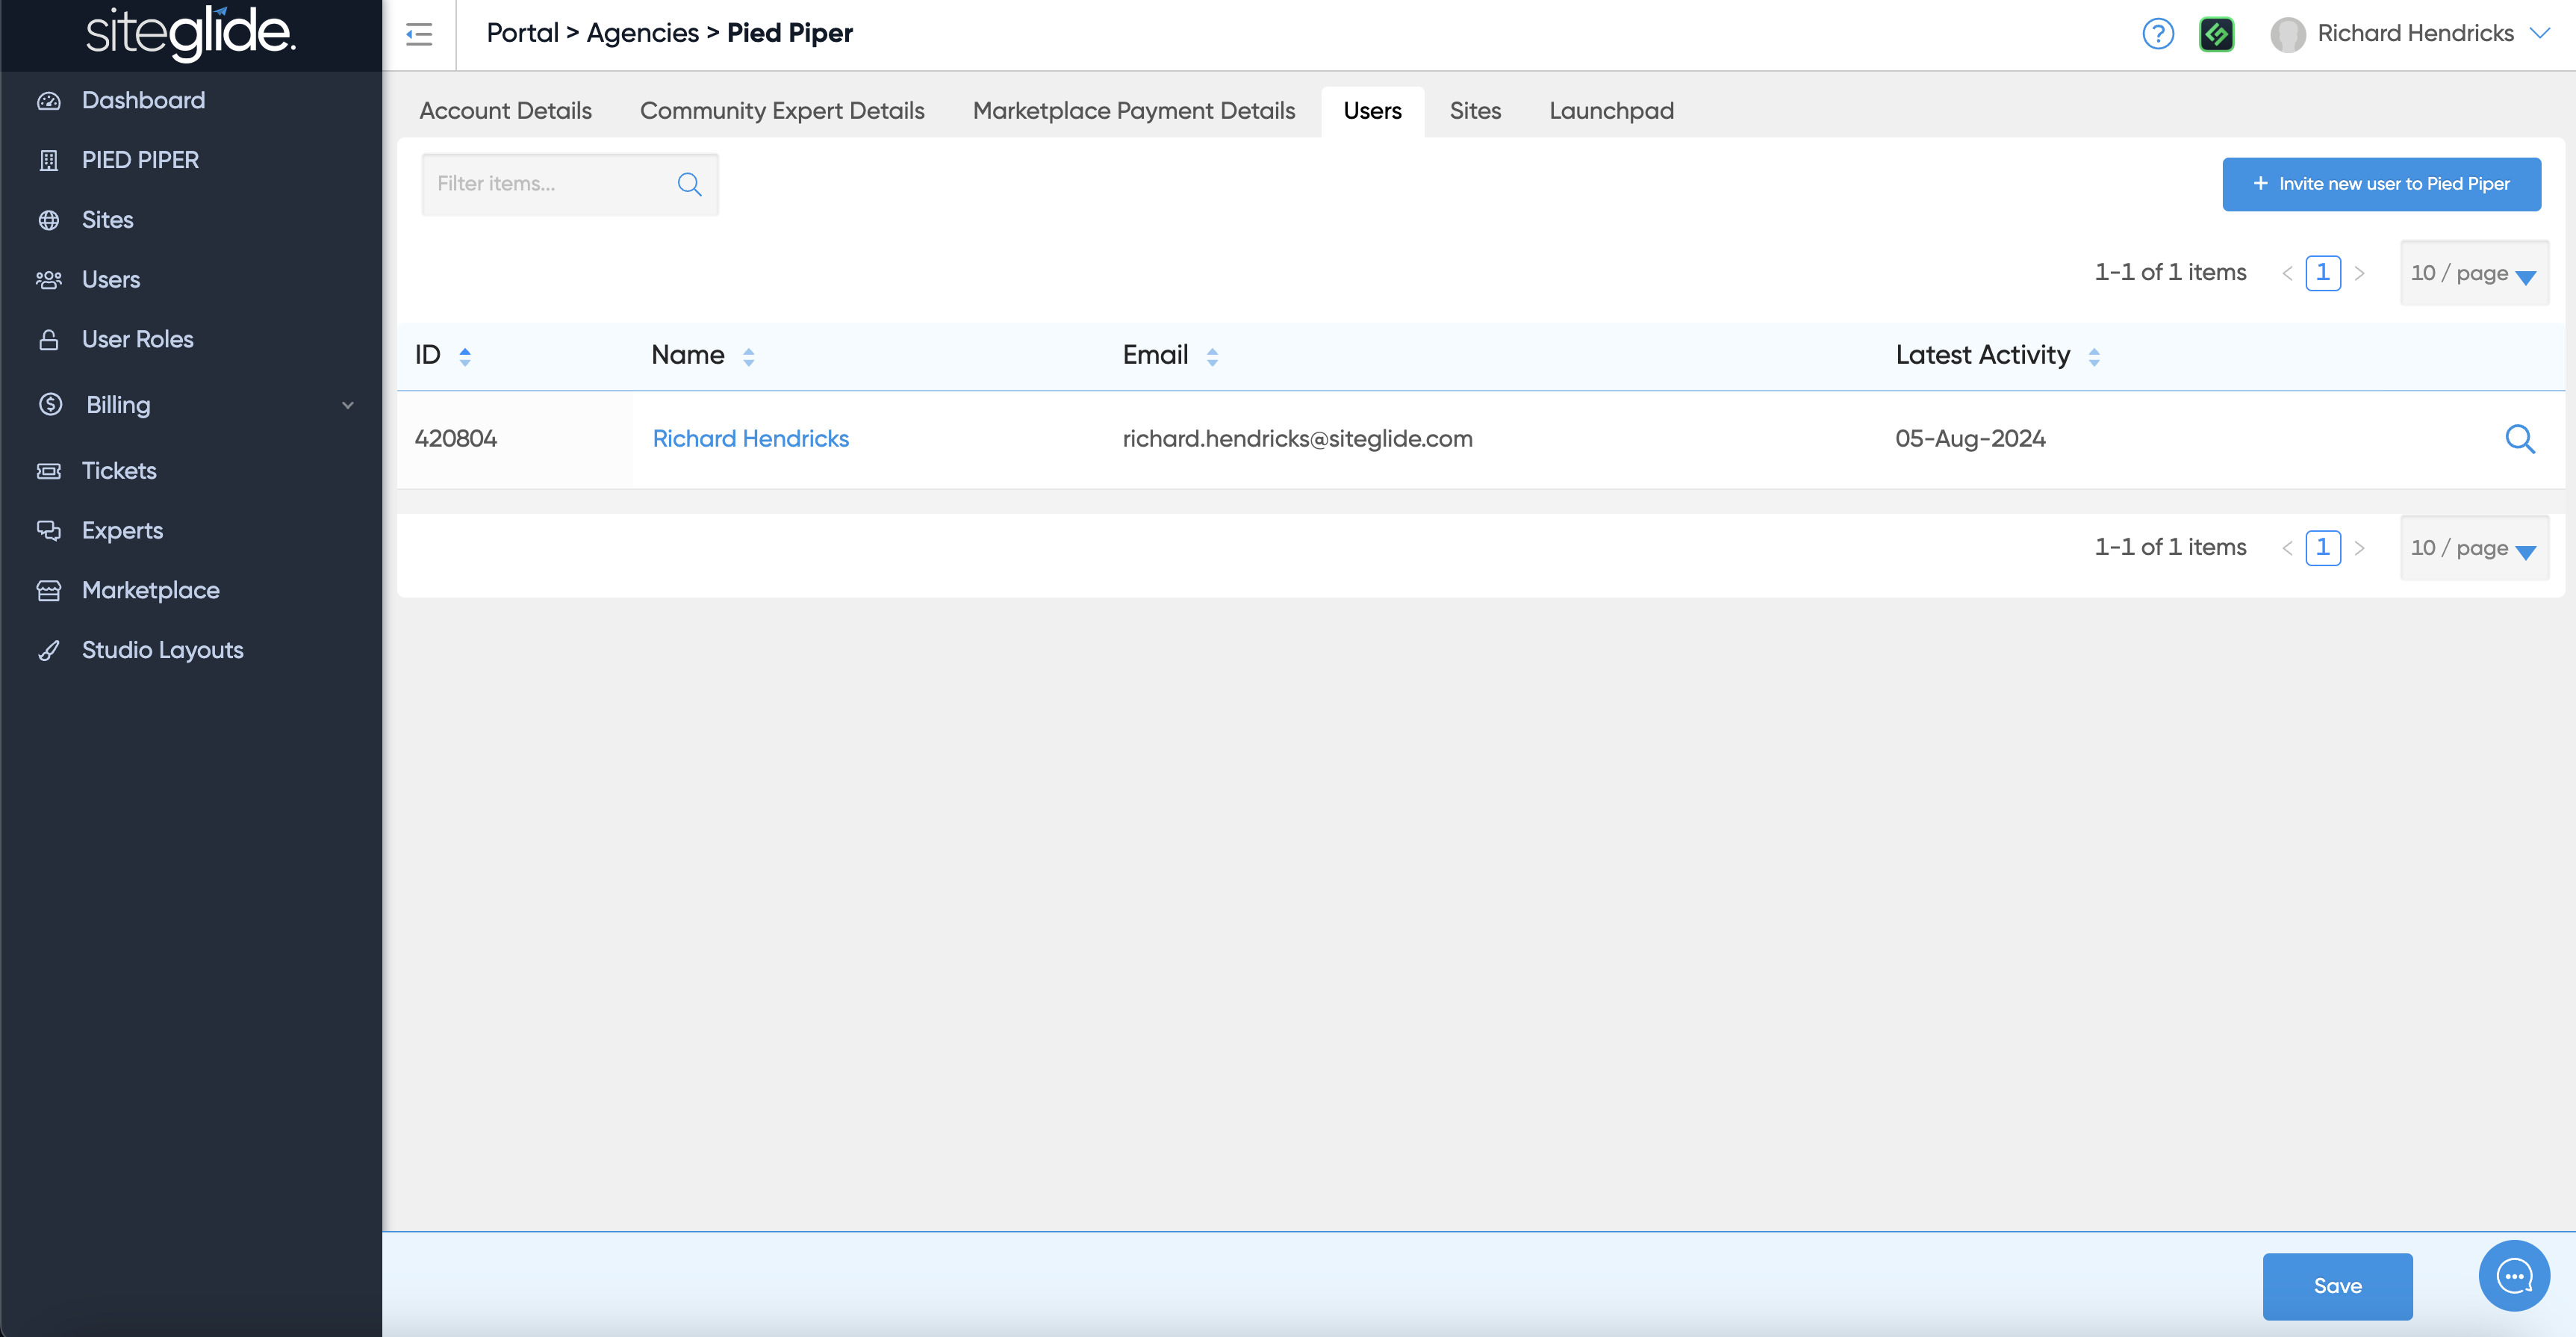 siteglide.
Portal > Agencies > Pied Piper
Richard Hendricks
Dashboard
PIED PIPER
Sites
Users
User Roles
Billing
Tickets
Experts
Marketplace
Studio Layouts
Account Details Community Expert Details Marketplace Payment Details Users Sites Launchpad
Filter items...
+ Invite new user to Pied Piper
1-1 of 1 items < 1 > 10 / page
ID Name Email Latest Activity
420804 Richard Hendricks richard.hendricks@siteglide.com 05-Aug-2024
1-1 of 1 items < 1 > 10 / page
Save